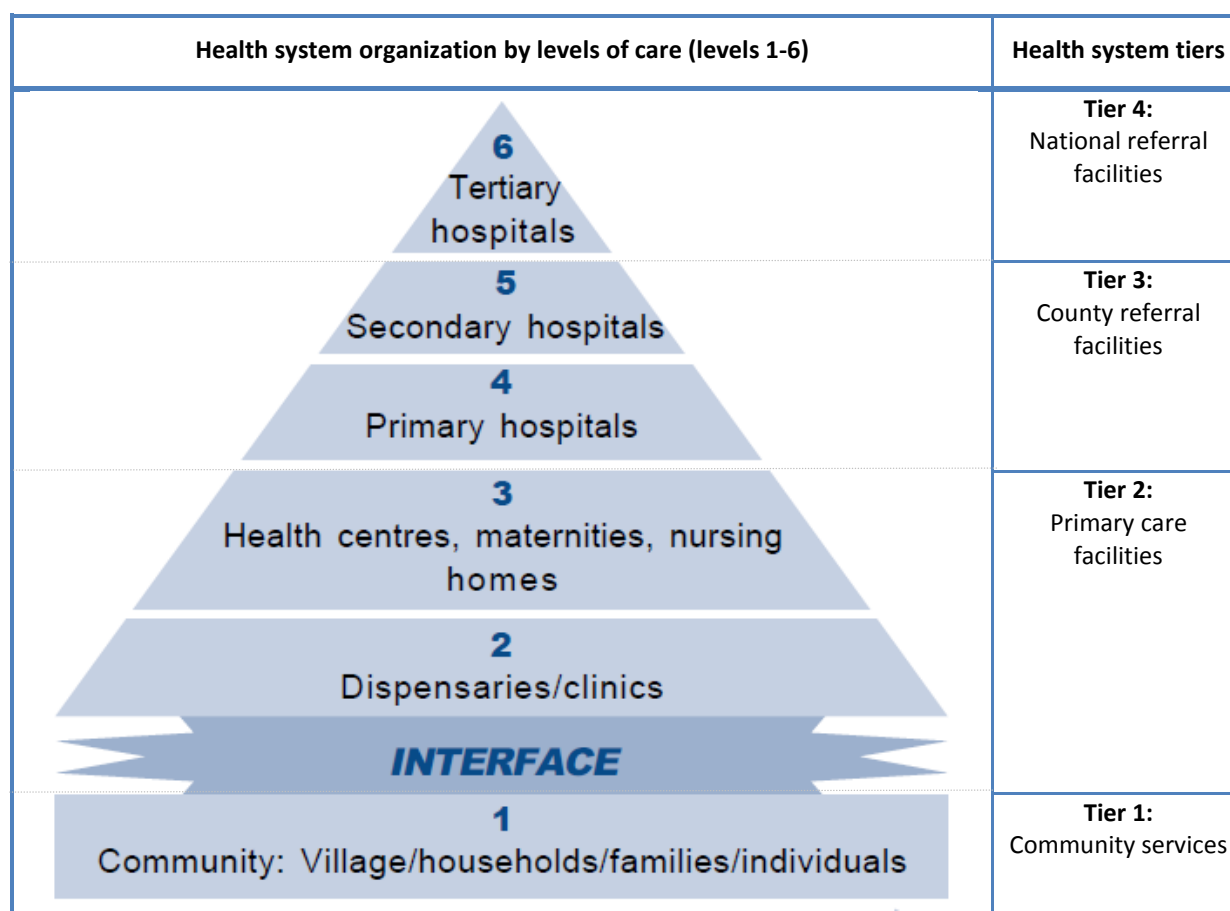 Health system organization by levels of care (levels 1-6)
Health system tiers
6
Tertiary
hospitals
Tier 4:
National referral
facilities
5
Secondary hospitals
4
Primary hospitals
Tier 3:
County referral
facilities
3
Health centres, maternities, nursing
homes
2
Dispensaries/clinics
INTERFACE
Tier 2:
Primary care
facilities
1
Community: Village/households/families/individuals
Tier 1:
Community services